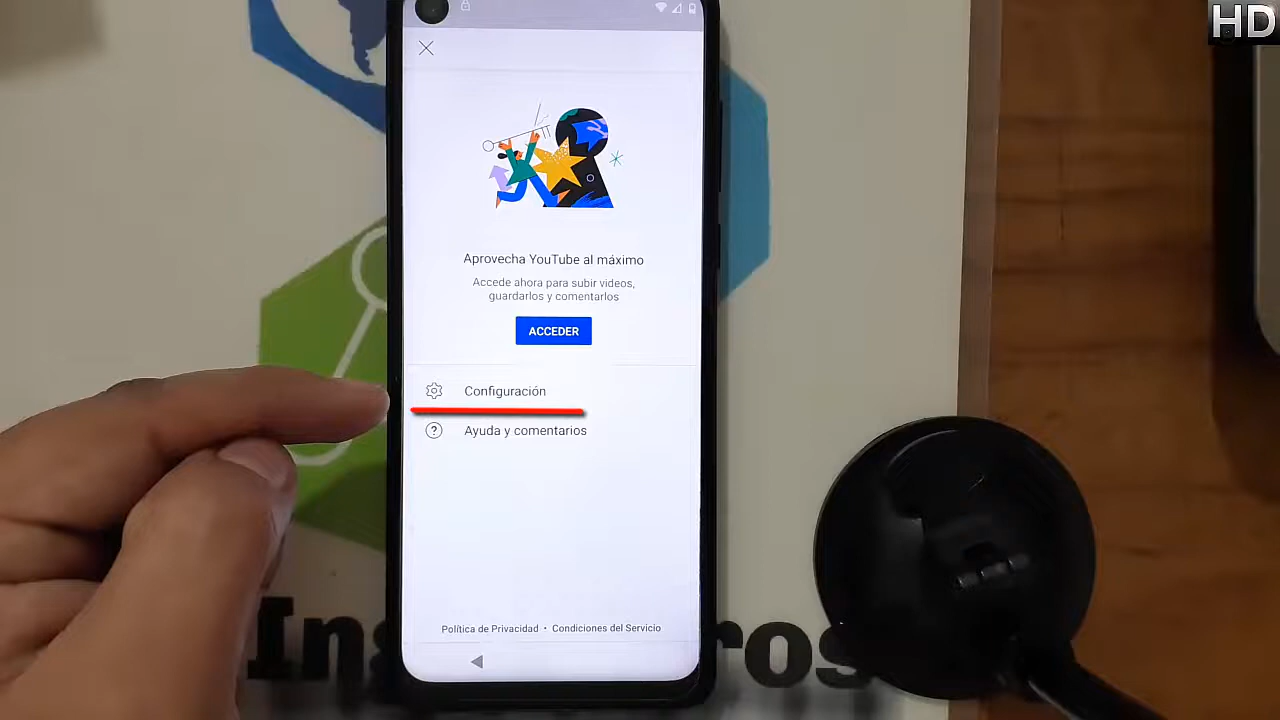 HD
Aprovecha YouTube al máximo
Accede ahora para subir videos,
guardarlos y comentarlos
ACCEDER
Configuración
Ayuda y comentarios
Política de Privacidad • Condiciones del Servicio